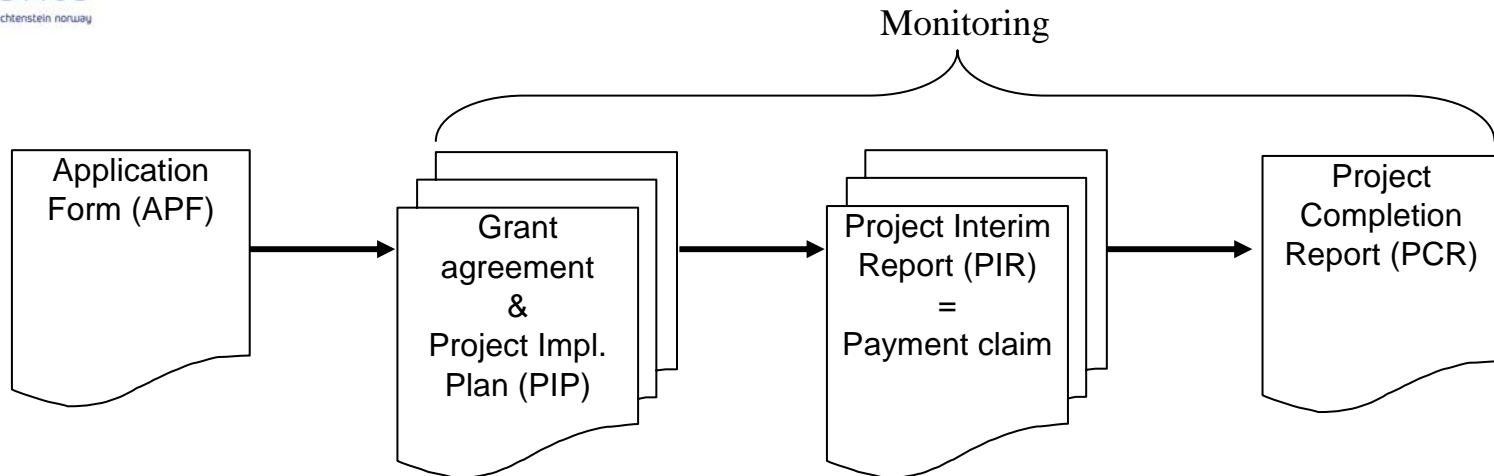 norway
Monitoring
Application
Form (APF)
Grant
agreement
&
Project Impl.
Plan (PIP)
Project Interim
Report (PIR)
=
Payment claim
Project
Completion
Report (PCR)